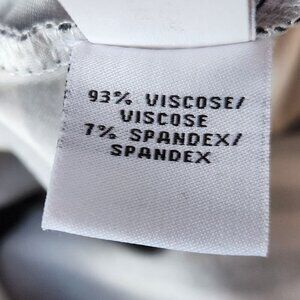 93% VISCOSE/
VISCOSE
7% SPANDEX/
SPANDEX